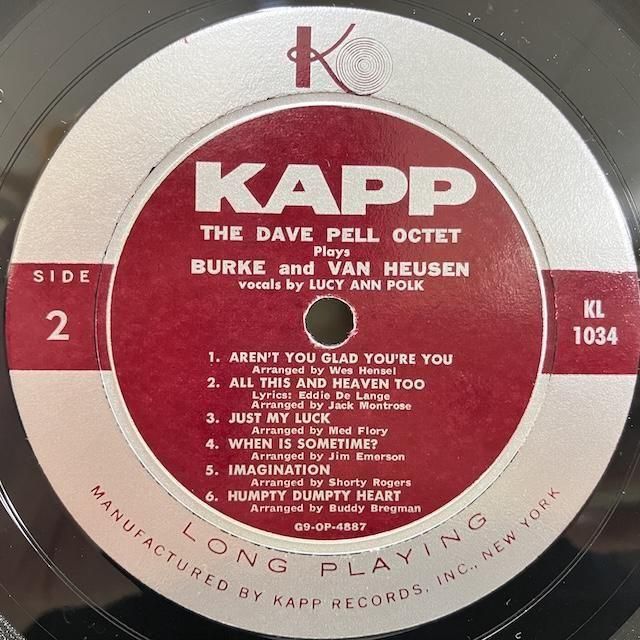 K
KAPP
THE DAVE PELL OCTET
Plays
BURKE and VAN HEUSEN
vocals by LUCY ANN POLK
SIDE
2
KL
1034
1. AREN'T YOU GLAD YOU'RE YOU
Arranged by Wes Hensel
2. ALL THIS AND HEAVEN TOO
Lyrics: Eddie De Lange
Arranged by Jack Montrose
3. JUST MY LUCK
Arranged by Med Flory
4. WHEN IS SOMETIME?
Arranged by Jim Emerson
5. IMAGINATION
Arranged by Shorty Rogers
6. HUMPTY DUMPTY HEART
Arranged by Buddy Bregman
G9-OP-4887
LONG PLAYING
MANUFACTURED BY KAPP RECORDS, INC., NEW YORK